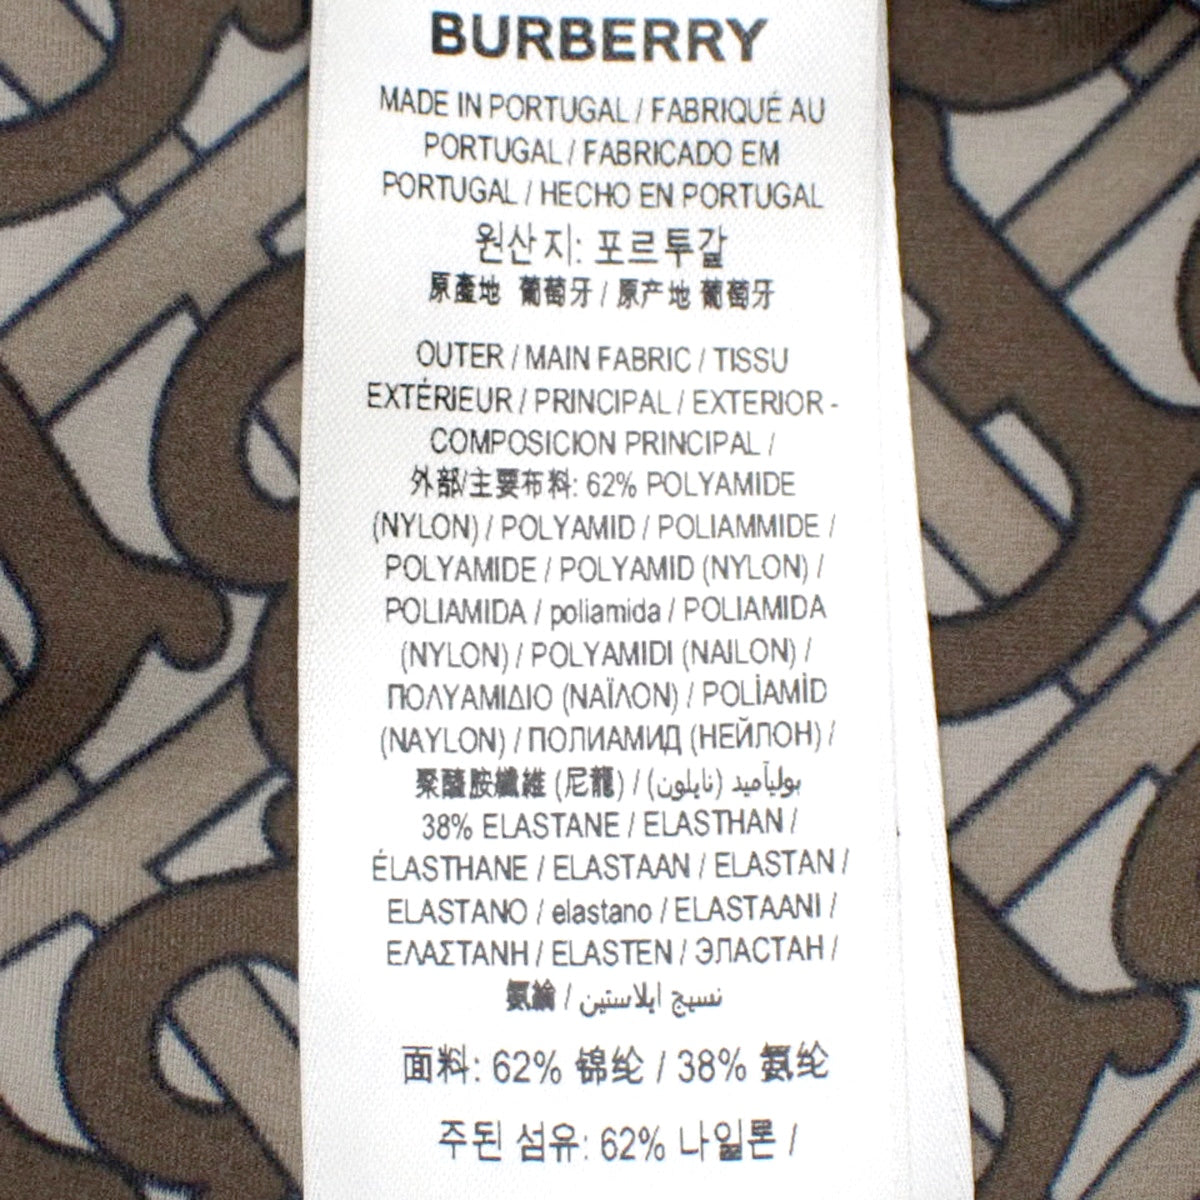 BURBERRY
MADE IN PORTUGAL / FABRIQUÉ AU
PORTUGAL / FABRICADO EM
PORTUGAL / HECHO EN PORTUGAL
원산지: 포르투갈
原產地 葡萄牙 / 原产地 葡萄牙
OUTER / MAIN FABRIC / TISSU
EXTÉRIEUR / PRINCIPAL / EXTERIOR -
COMPOSICION PRINCIPAL /
外部/主要布料: 62% POLYAMIDE
(NYLON) / POLYAMID / POLIAMMIDE /
POLYAMIDE / POLYAMID (NYLON) /
POLIAMIDA / poliamida / POLIAMIDA
(NYLON) / POLYAMIDI (NAILON) /
ΠΟΛΥΑΜΙΔΙΟ (ΝΑΪΛΟΝ) / POLİAMİD
(NAYLON) / ПОЛИАМИД (НЕЙЛОН) /
聚醯胺纖維 (尼龍) / بوليآميد (نايلون)
38% ELASTANE / ELASTHAN /
ÉLASTHANE / ELASTAAN / ELASTAN /
ELASTANO / elastano / ELASTAANI /
ΕΛΑΣΤΑΝΗ / ELASTEN / ЭЛАСТАН /
氨綸 / نسيج ايلاستين
面料: 62% 锦纶 / 38% 氨纶
주된 섬유: 62% 나일론 /